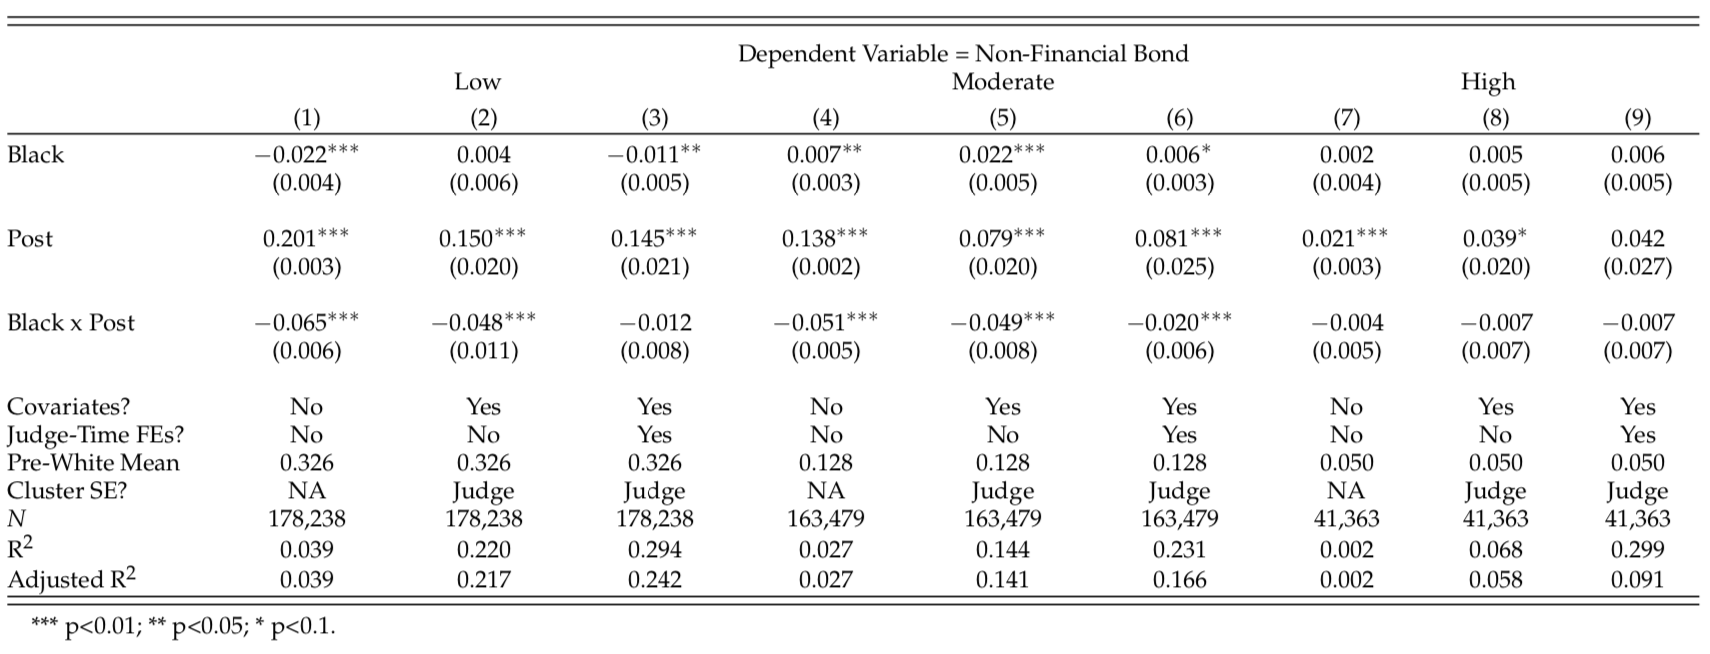 Dependent Variable = Non-Financial Bond
Low Moderate High
(1) (2) (3) (4) (5) (6) (7) (8) (9)
Black −0.022*** 0.004 −0.011** 0.007** 0.022*** 0.006* 0.002 0.005 0.006
(0.004) (0.006) (0.005) (0.003) (0.005) (0.003) (0.004) (0.005) (0.005)
Post 0.201*** 0.150*** 0.145*** 0.138*** 0.079*** 0.081*** 0.021*** 0.039* 0.042
(0.003) (0.020) (0.021) (0.002) (0.020) (0.025) (0.003) (0.020) (0.027)
Black x Post −0.065*** −0.048*** −0.012 −0.051*** −0.049*** −0.020*** −0.004 −0.007 −0.007
(0.006) (0.011) (0.008) (0.005) (0.008) (0.006) (0.005) (0.007) (0.007)
Covariates? No Yes Yes No Yes Yes No Yes Yes
Judge-Time FEs? No No Yes No No Yes No No Yes
Pre-White Mean 0.326 0.326 0.326 0.128 0.128 0.128 0.050 0.050 0.050
Cluster SE? NA Judge Judge NA Judge Judge NA Judge Judge
N 178,238 178,238 178,238 163,479 163,479 163,479 41,363 41,363 41,363
R2 0.039 0.220 0.294 0.027 0.144 0.231 0.002 0.068 0.299
Adjusted R2 0.039 0.217 0.242 0.027 0.141 0.166 0.002 0.058 0.091
*** p<0.01; ** p<0.05; * p<0.1.